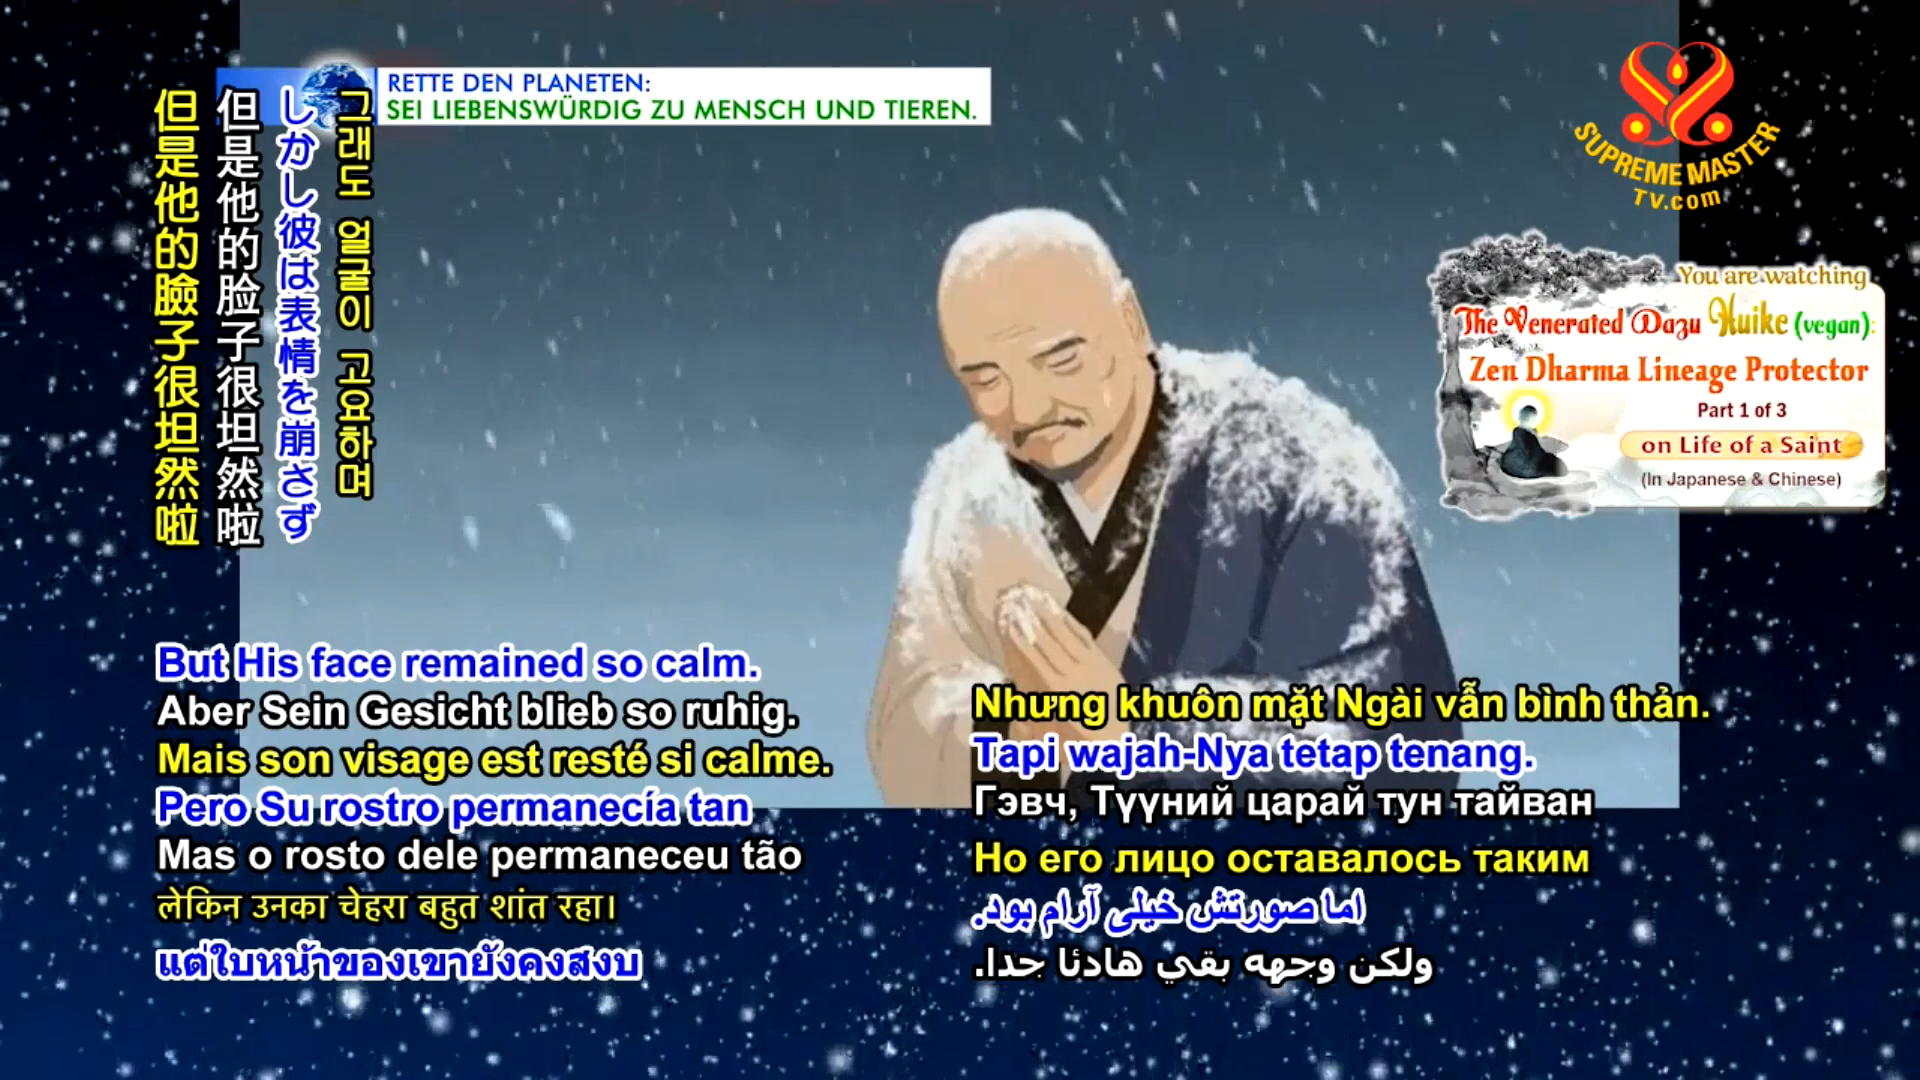 RETTE DEN PLANETEN:
SEI LIEBENSWÜRDIG ZU MENSCH UND TIEREN.
SUPREME MASTER
TV.com
You are watching
The Venerated Dazu Huike (vegan):
Zen Dharma Lineage Protector
Part 1 of 3
on Life of a Saint
(In Japanese & Chinese)
그래도 얼굴이 고요하며
しかし彼は表情を崩さず
但是他的脸子很坦然啦
但是他的臉子很坦然啦
But His face remained so calm.
Aber Sein Gesicht blieb so ruhig.
Mais son visage est resté si calme.
Pero Su rostro permanecía tan
Mas o rosto dele permaneceu tão
लेकिन उनका चेहरा बहुत शांत रहा।
แต่ใบหน้าของเขายังคงสงบ
Nhưng khuôn mặt Ngài vẫn bình thản.
Tapi wajah-Nya tetap tenang.
Гэвч, Түүний царай тун тайван
Но его лицо оставалось таким
اما صورتش خیلی آرام بود.
ولكن وجهه بقي هادئا جدا.